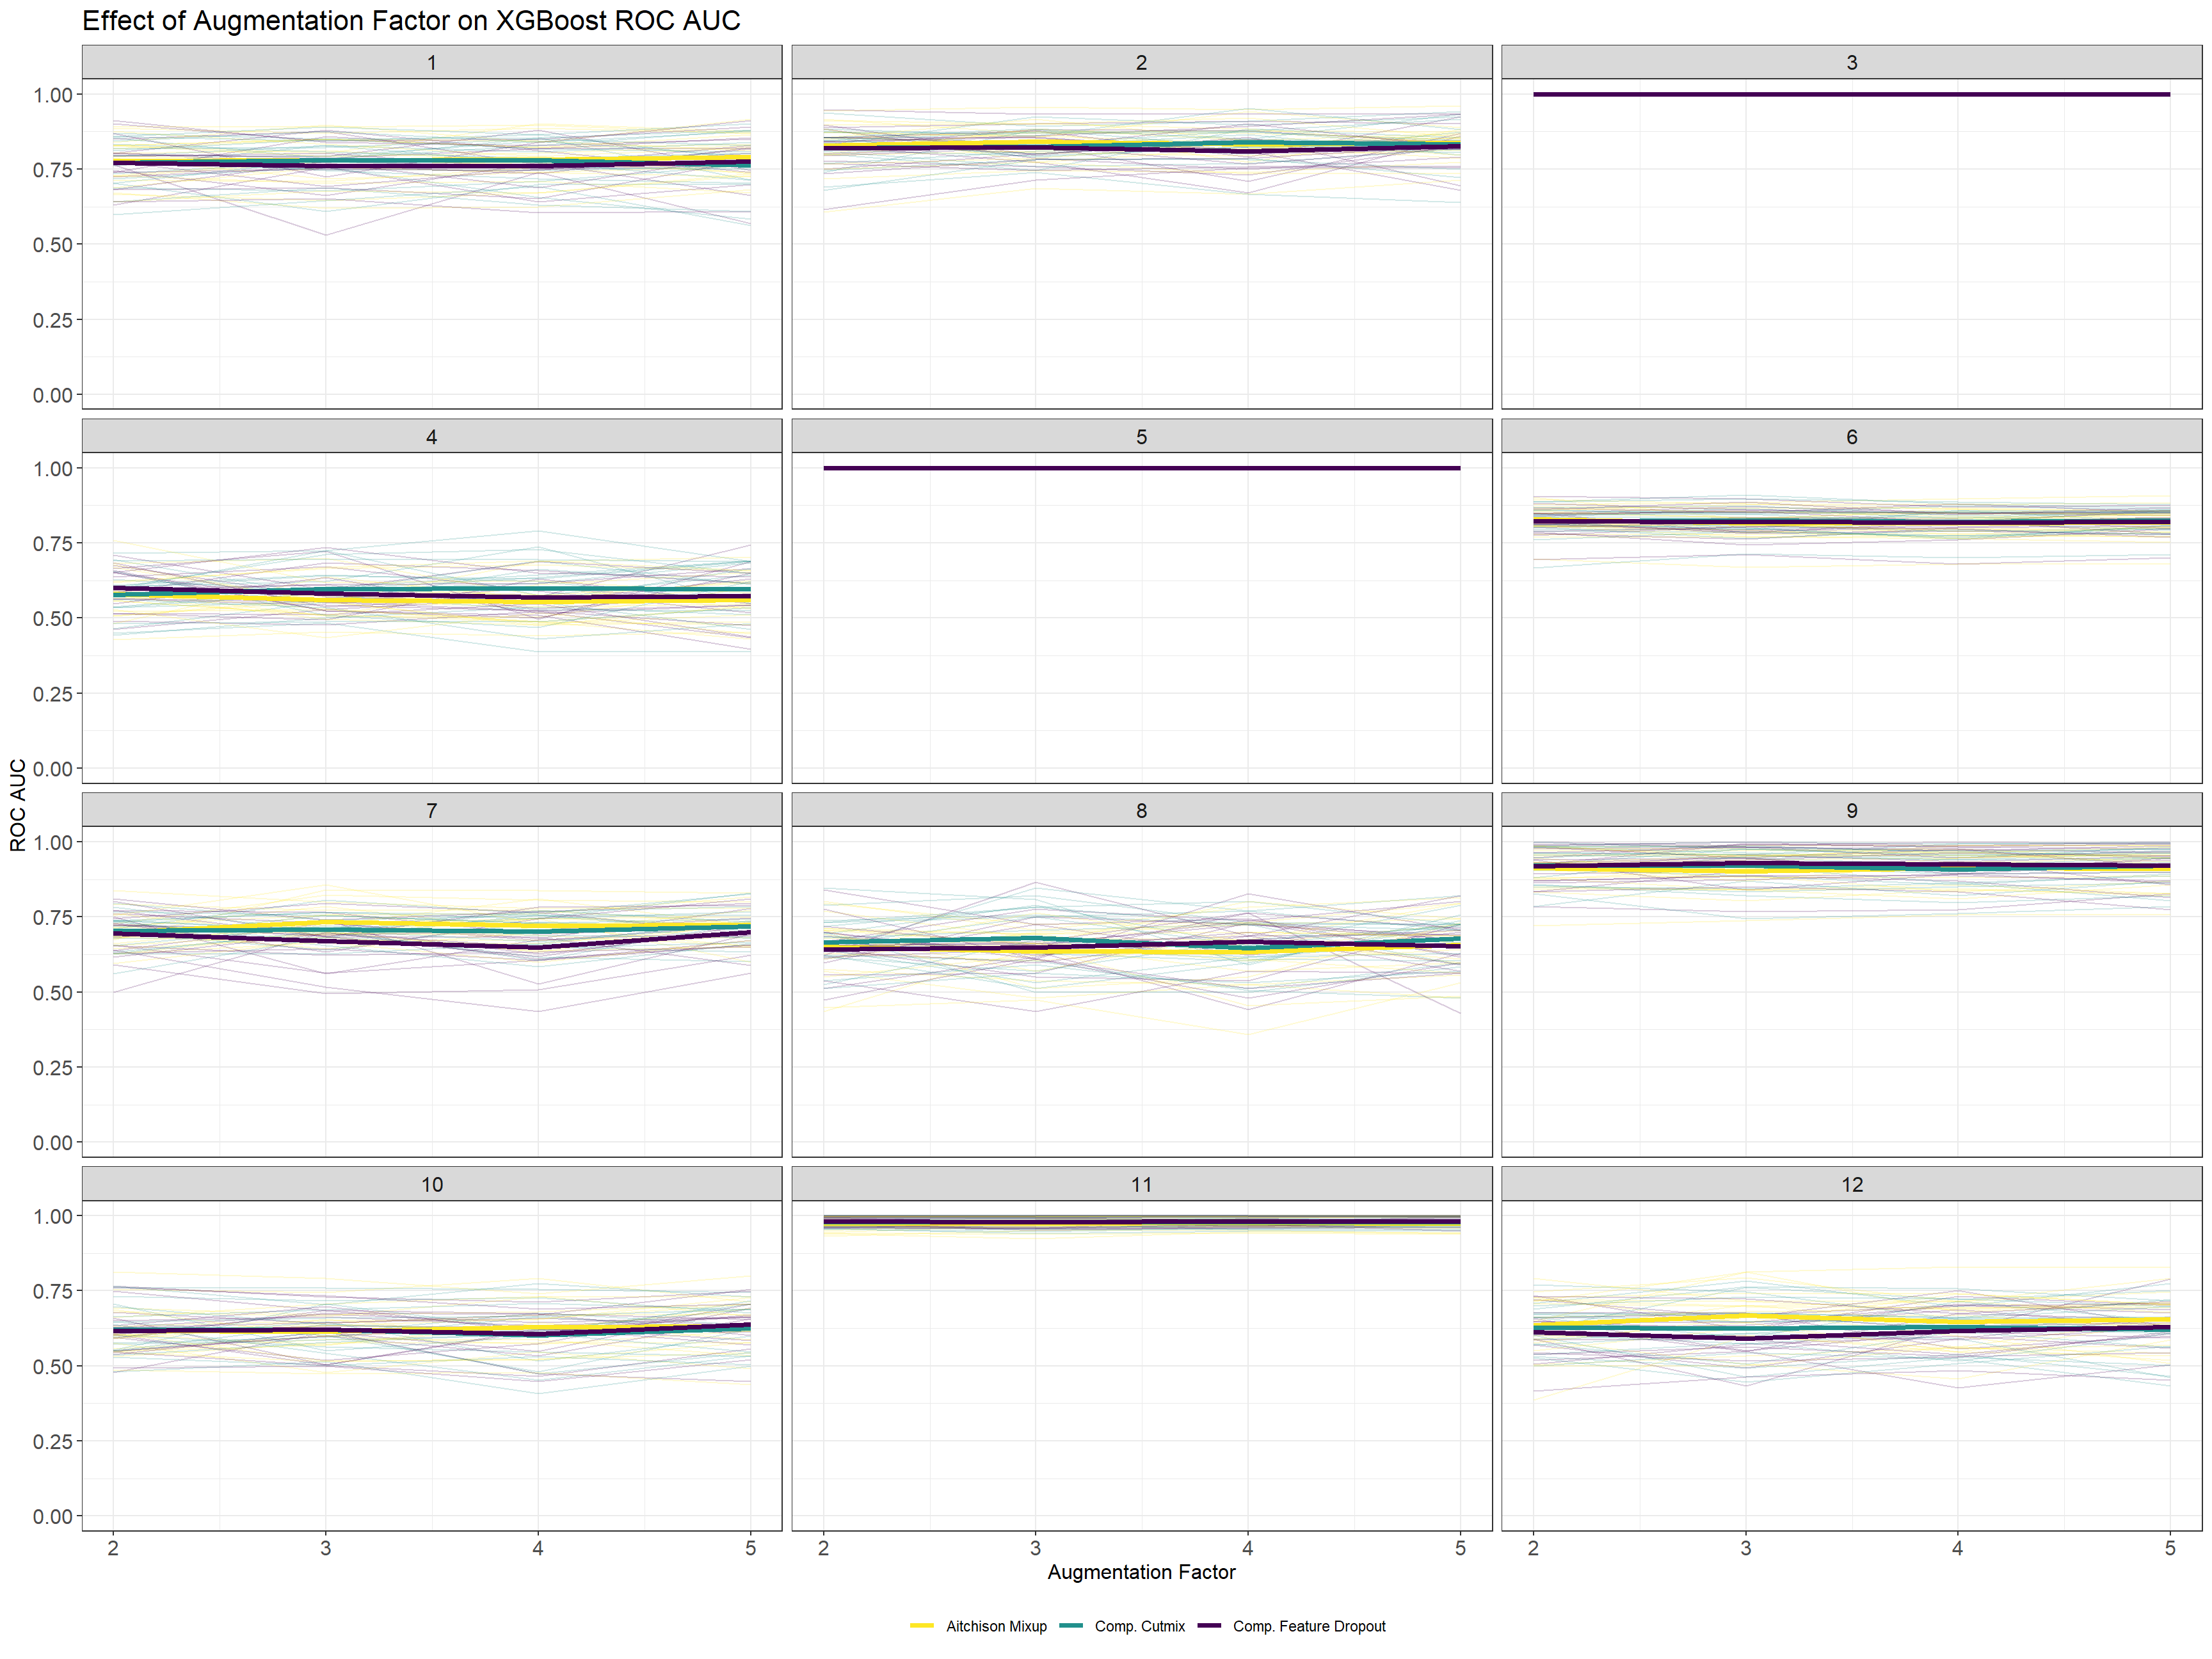 Effect of Augmentation Factor on XGBoost ROC AUC
1 2 3
1.00
0.75
0.50
0.25
0.00
4 5 6
1.00
0.75
0.50
0.25
0.00
ROC AUC
7 8 9
1.00
0.75
0.50
0.25
0.00
10 11 12
1.00
0.75
0.50
0.25
0.00
2 3 4 5 2 3 4 5 2 3 4 5
Augmentation Factor
Aitchison Mixup Comp. Cutmix Comp. Feature Dropout